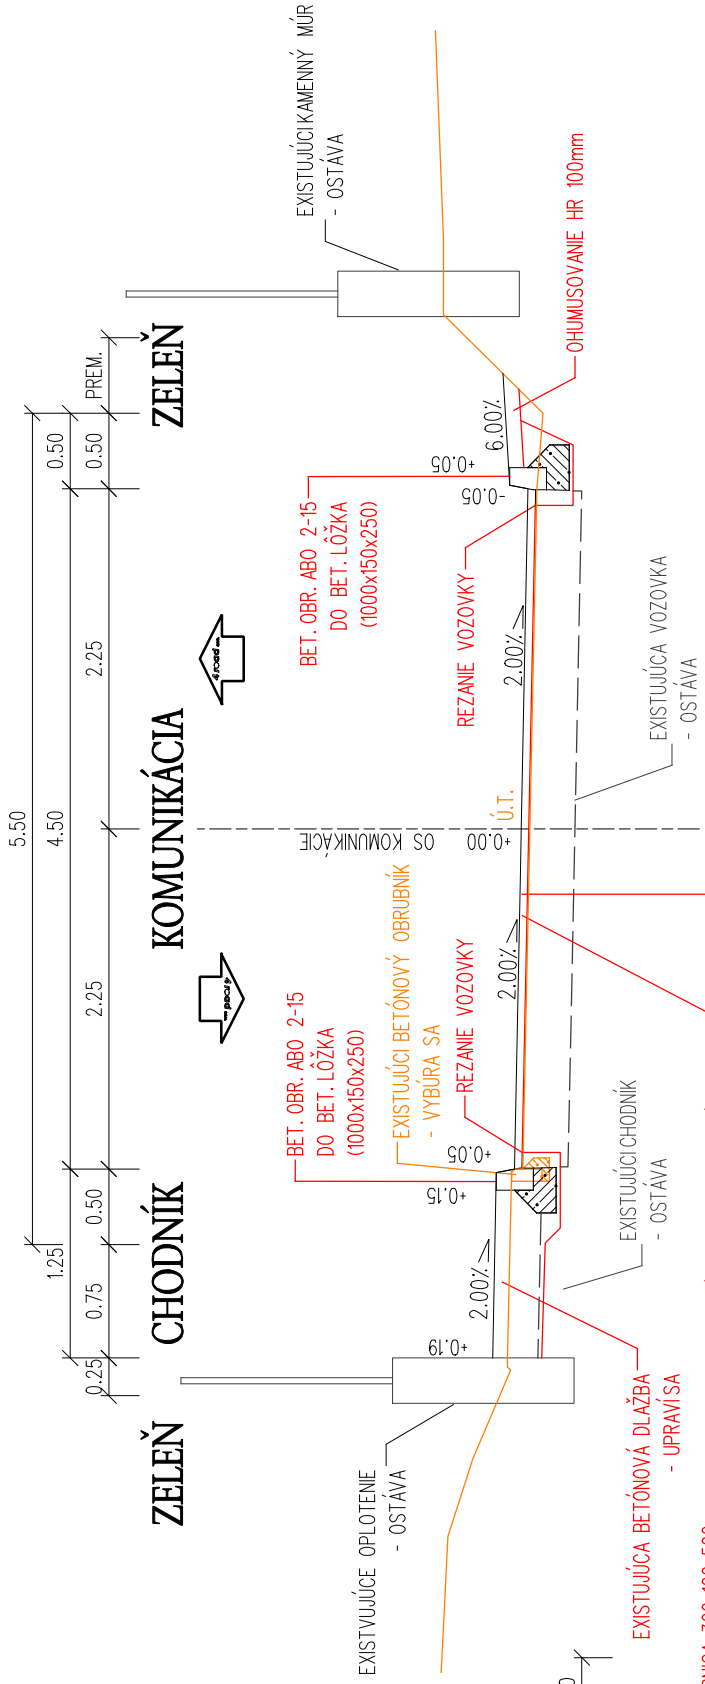 5.50
1.25
4.50
0.50
0.25
0.75
0.50
2.25
2.25
0.50
PREM.
ZELEŇ
CHODNÍK
KOMUNIKÁCIA
ZELEŇ
EXISTVUJÚCE OPLOTENIE
- OSTÁVA
BET. OBR. ABO 2-15
DO BET. LÔŽKA
(1000x150x250)
EXISTUJÚCI BETÓNOVÝ OBRUBNÍK
- VYBÚRA SA
REZANIE VOZOVKY
OS KOMUNIKÁCIE
BET. OBR. ABO 2-15
DO BET. LÔŽKA
(1000x150x250)
REZANIE VOZOVKY
EXISTUJÚCI KAMENNÝ MÚR
- OSTÁVA
+0.19
2.00%
+0.15
+0.05
2.00%
+0.00
Ú.T.
2.00%
-0.05
+0.05
9.00%
OHUMUSOVANIE HR 100mm
EXISTUJÚCA BETÓNOVÁ DLAŽBA
- UPRAVÍ SA
EXISTUJÚCI CHODNÍK
- OSTÁVA
EXISTUJÚCA VOZOVKA
- OSTÁVA